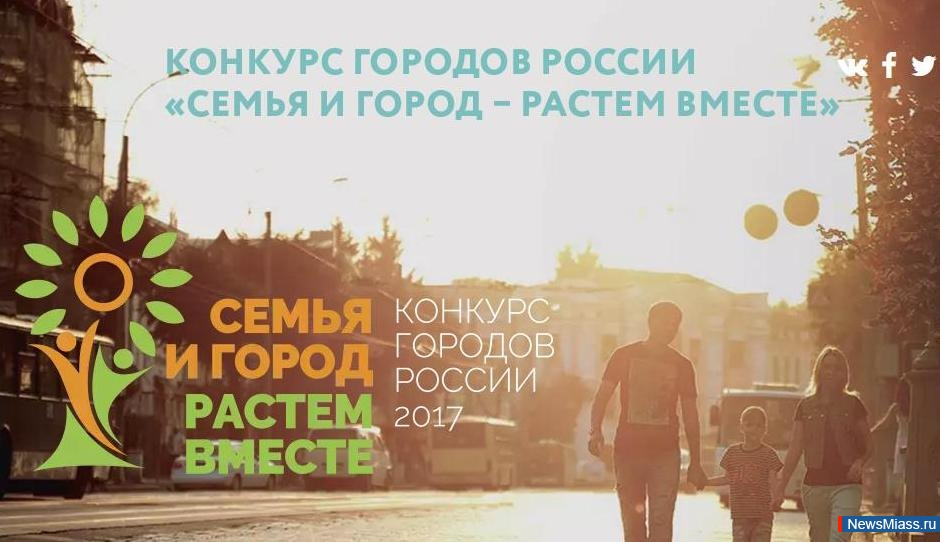 КОНКУРС ГОРОДОВ РОССИИ
«СЕМЬЯ И ГОРОД – РАСТЕМ ВМЕСТЕ»
СЕМЬЯ
И ГОРОД
РАСТЕМ
ВМЕСТЕ
КОНКУРС
ГОРОДОВ
РОССИИ
2017
NewsMiass.ru